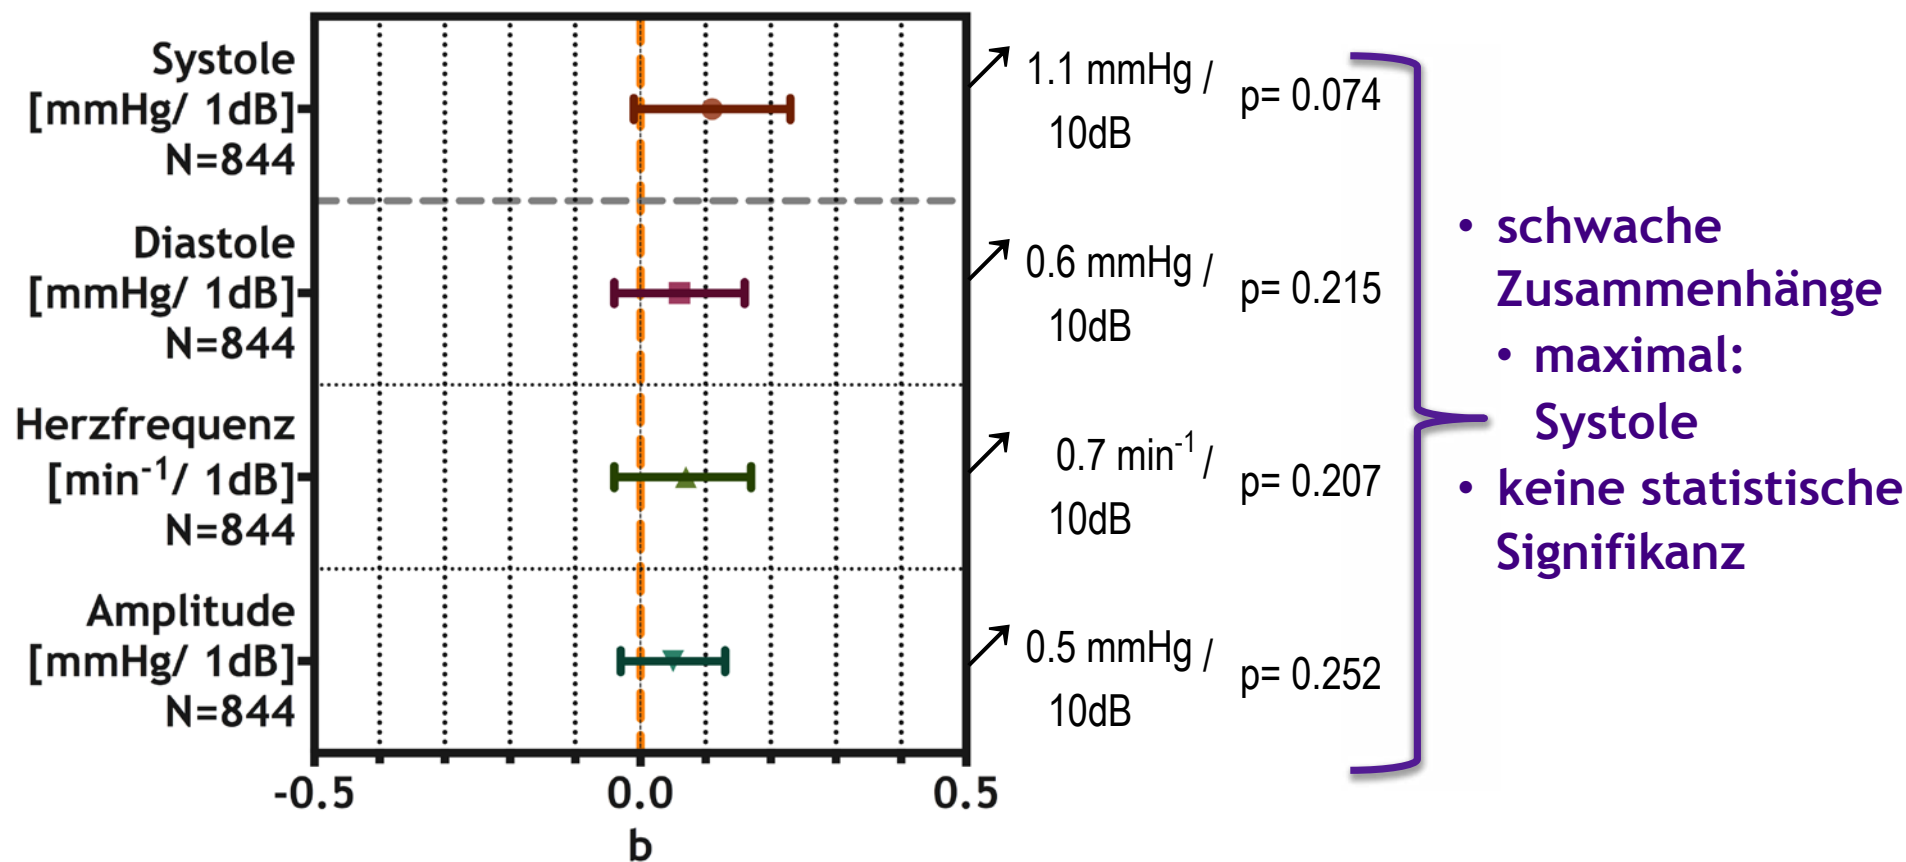 Systole
[mmHg/ 1dB]
N=844
1.1 mmHg /
10dB
p= 0.074
Diastole
[mmHg/ 1dB]
N=844
0.6 mmHg /
10dB
p= 0.215
Herzfrequenz
[min⁻¹/ 1dB]
N=844
0.7 min⁻¹ /
10dB
p= 0.207
Amplitude
[mmHg/ 1dB]
N=844
0.5 mmHg /
10dB
p= 0.252
-0.5 0.0 0.5
b
• schwache
Zusammenhänge
• maximal:
Systole
• keine statistische
Signifikanz